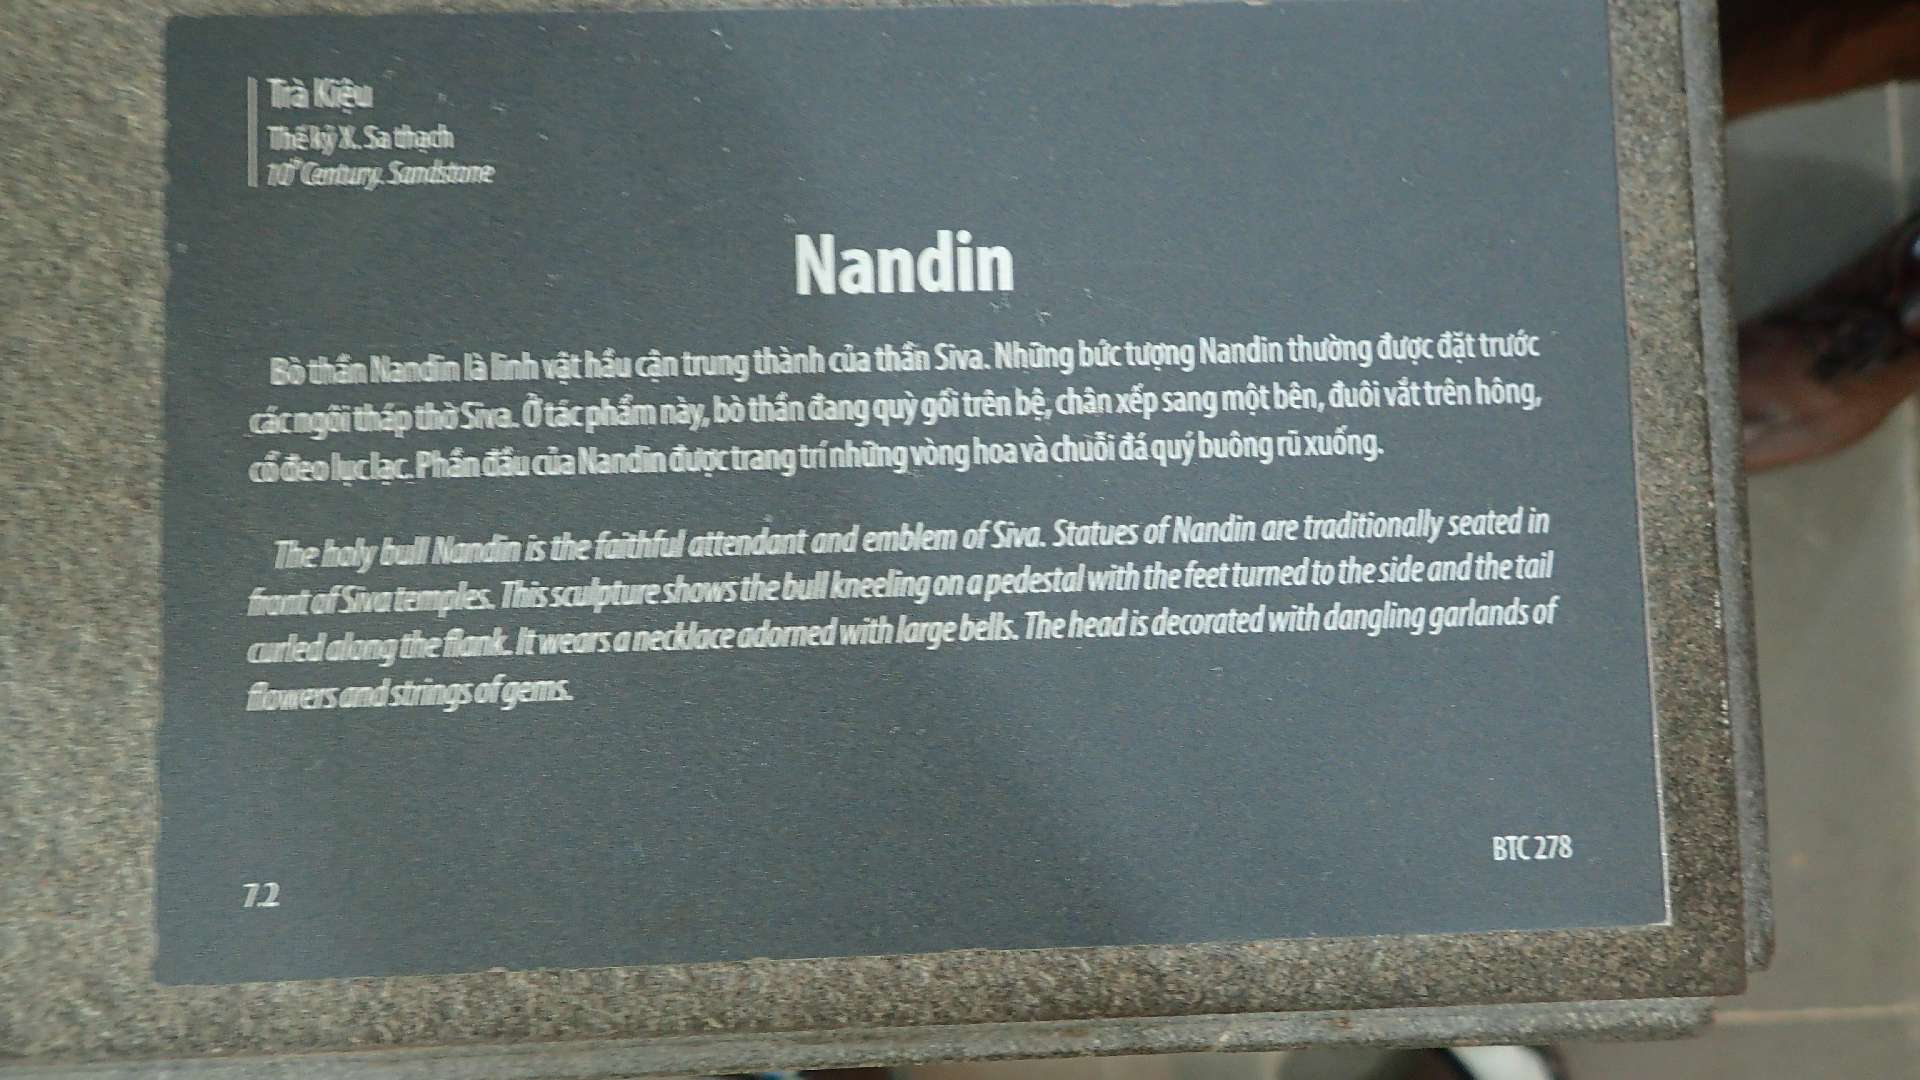 Trà Kiệu
Thế kỷ X. Sa thạch
10th Century. Sandstone
Nandin
Bò thần Nandin là linh vật hầu cận trung thành của thần Siva. Những bức tượng Nandin thường được đặt trước
các ngôi tháp thờ Siva. Ở tác phẩm này, bò thần đang quỳ gối trên bệ, chân xếp sang một bên, đuôi vắt trên hông,
cổ đeo lục lạc. Phần đầu của Nandin được trang trí những vòng hoa và chuỗi đá quý buông rũ xuống.
The holy bull Nandin is the faithful attendant and emblem of Siva. Statues of Nandin are traditionally seated in
front of Siva temples. This sculpture shows the bull kneeling on a pedestal with the feet turned to the side and the tail
curled along the flank. It wears a necklace adorned with large bells. The head is decorated with dangling garlands of
flowers and strings of gems.
BTC 278
7.2